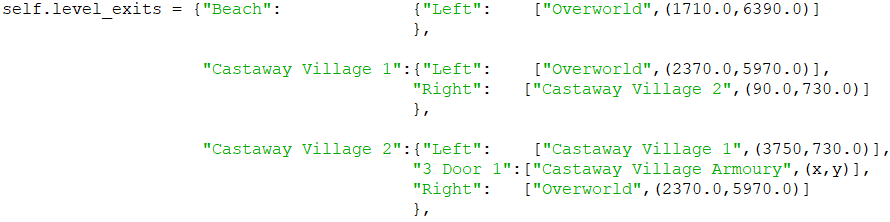 self.level_exits = {"Beach": {"Left": ["Overworld",(1710.0,6390.0)]
},
"Castaway Village 1":{"Left": ["Overworld",(2370.0,5970.0)],
"Right": ["Castaway Village 2",(90.0,730.0)]
},
"Castaway Village 2":{"Left": ["Castaway Village 1",(3750,730.0)],
"3 Door 1":["Castaway Village Armoury",(x,y)],
"Right": ["Overworld",(2370.0,5970.0)]
},